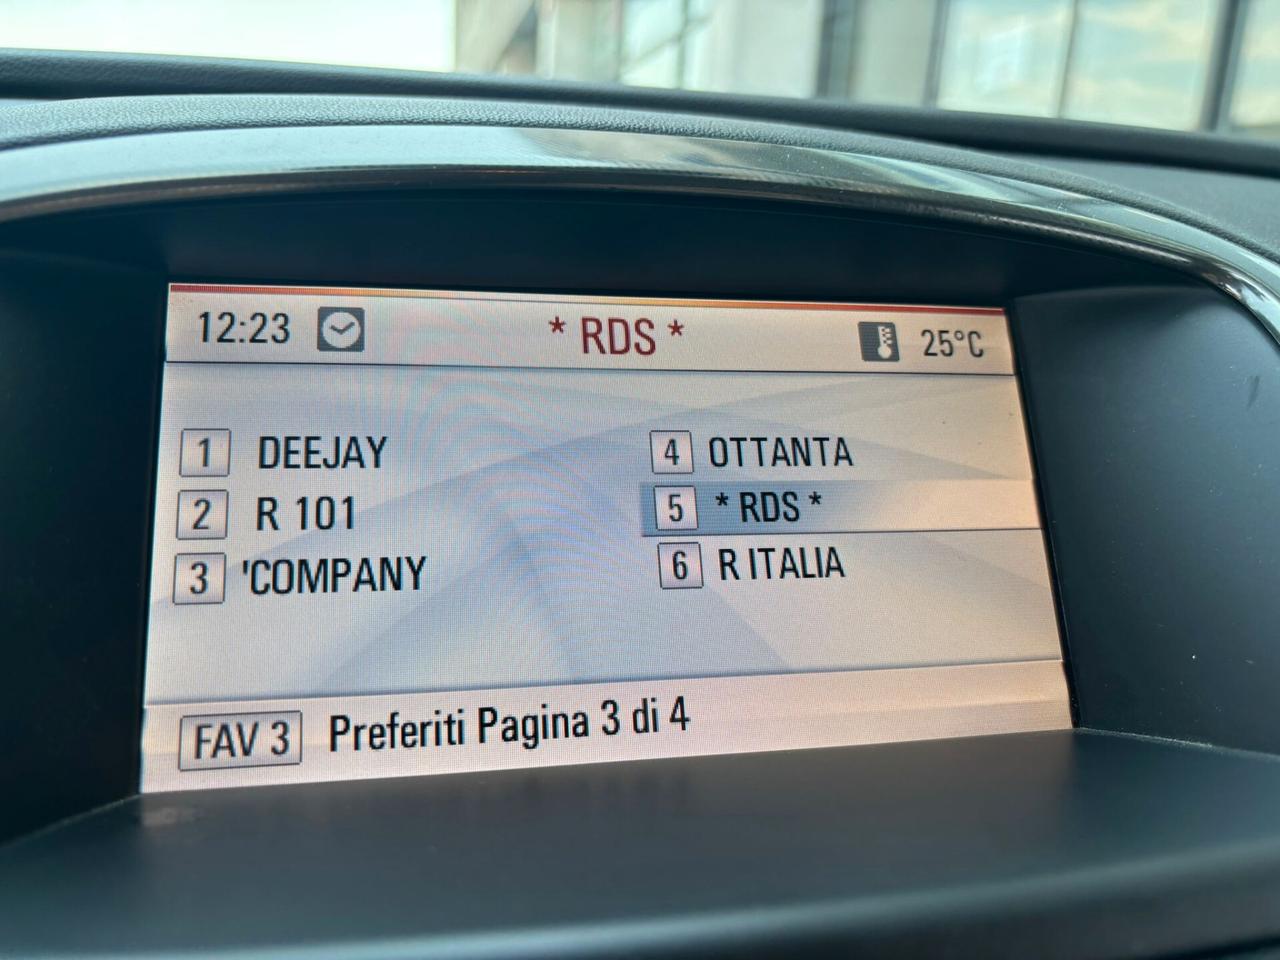 12:23 * RDS * 25°C
1 DEEJAY
2 R 101
3 'COMPANY
4 OTTANTA
5 * RDS *
6 R ITALIA
FAV 3 Preferiti Pagina 3 di 4